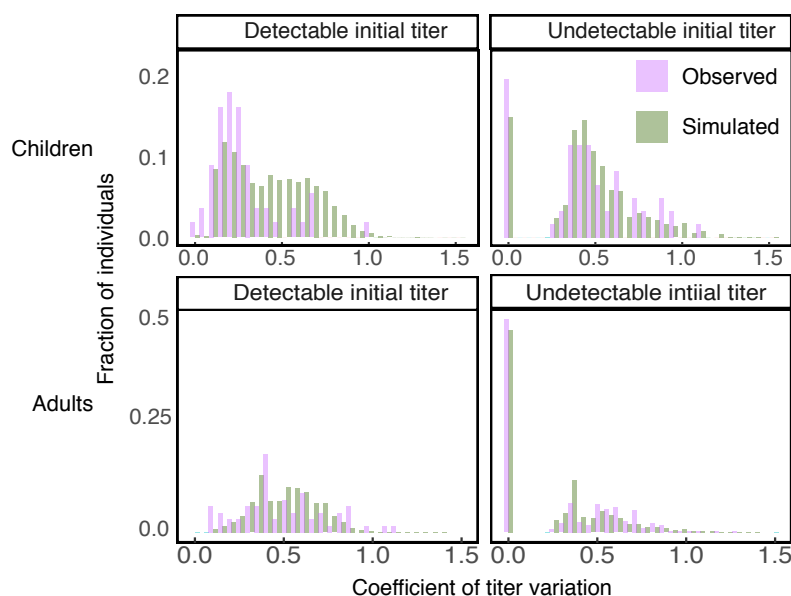 Detectable initial titer
Undetectable initial titer
Observed
Simulated
Children
0.2
0.1
0.0
0.0 0.5 1.0 1.5
0.0 0.5 1.0 1.5
Fraction of individuals
Detectable initial titer
Undetectable intiial titer
Adults
0.5
0.25
0.0
0.0 0.5 1.0 1.5
0.0 0.5 1.0 1.5
Coefficient of titer variation